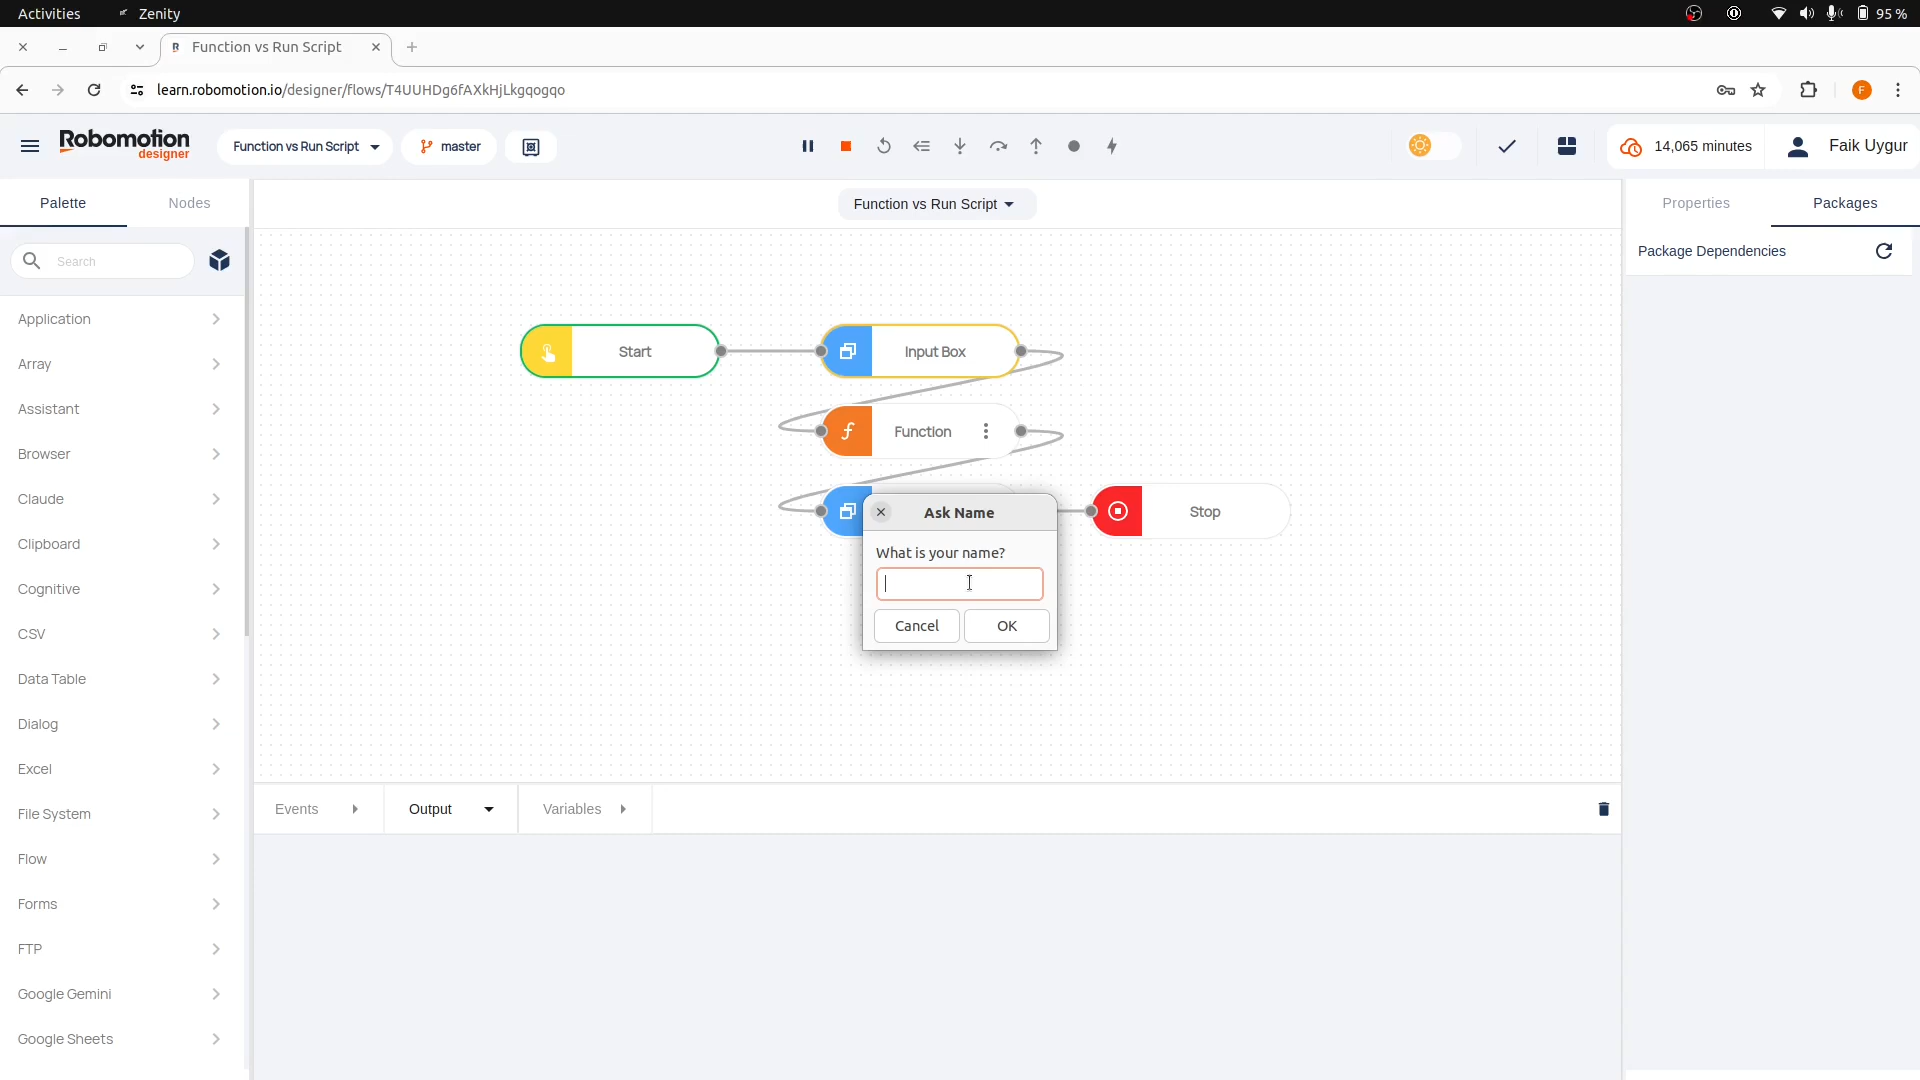 Activities
Zenity
95 %
Function vs Run Script
learn.robomotion.io/designer/flows/T4UUHDg6fAXkHjLkgqogqo
F
Robomotion
designer
Function vs Run Script
master
14,065 minutes
Faik Uygur
Palette
Nodes
Function vs Run Script
Properties
Packages
Search
Package Dependencies
Application
Array
Assistant
Browser
Claude
Clipboard
Cognitive
CSV
Data Table
Dialog
Excel
File System
Flow
Forms
FTP
Google Gemini
Google Sheets
Start
Input Box
Function
Stop
Ask Name
What is your name?
Cancel
OK
Events
Output
Variables